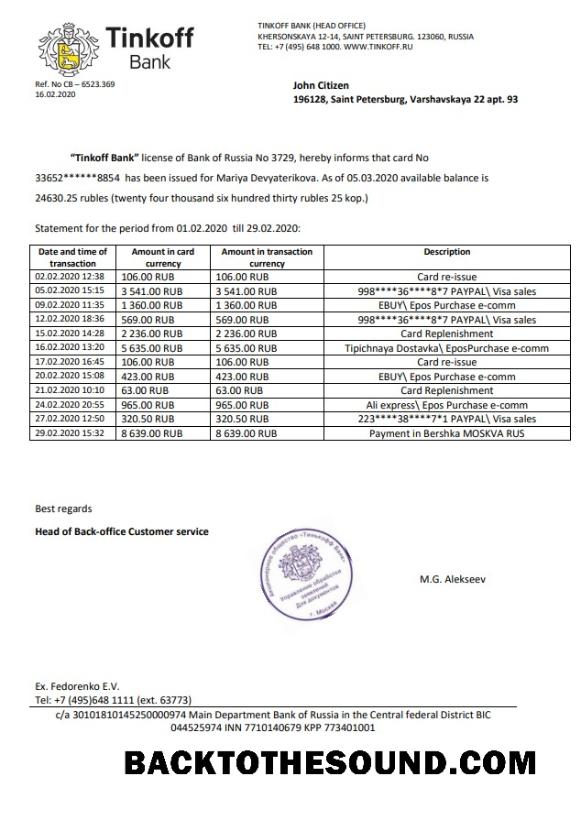 Tinkoff
Bank
TINKOFF BANK (HEAD OFFICE)
KHERSONSKAYA 12-14, SAINT PETERSBURG. 123060, RUSSIA
TEL: +7 (495) 648 1000. WWW.TINKOFF.RU
Ref. No CB – 6523.369
16.02.2020
John Citizen
196128, Saint Petersburg, Varshavskaya 22 apt. 93
"Tinkoff Bank" license of Bank of Russia No 3729, hereby informs that card No
33652******8854 has been issued for Mariya Devyaterikova. As of 05.03.2020 available balance is
24630.25 rubles (twenty four thousand six hundred thirty rubles 25 kop.)
Statement for the period from 01.02.2020 till 29.02.2020:
Date and time of transaction Amount in card currency Amount in transaction currency Description
02.02.2020 12:38 106.00 RUB 106.00 RUB Card re-issue
05.02.2020 15:15 3 541.00 RUB 3 541.00 RUB 998****36****8*7 PAYPAL\ Visa sales
09.02.2020 11:35 1 360.00 RUB 1 360.00 RUB EBUY\ Epos Purchase e-comm
12.02.2020 18:36 569.00 RUB 569.00 RUB 998****36****8*7 PAYPAL\ Visa sales
15.02.2020 14:28 2 236.00 RUB 2 236.00 RUB Card Replenishment
16.02.2020 13:20 5 635.00 RUB 5 635.00 RUB Tipichnaya Dostavka\ EposPurchase e-comm
17.02.2020 16:45 106.00 RUB 106.00 RUB Card re-issue
20.02.2020 15:08 423.00 RUB 423.00 RUB EBUY\ Epos Purchase e-comm
21.02.2020 10:10 63.00 RUB 63.00 RUB Card Replenishment
24.02.2020 20:55 965.00 RUB 965.00 RUB Ali express\ Epos Purchase e-comm
27.02.2020 12:50 320.50 RUB 320.50 RUB 223****38****7*1 PAYPAL\ Visa sales
29.02.2020 15:32 8 639.00 RUB 8 639.00 RUB Payment in Bershka MOSKVA RUS
Best regards
Head of Back-office Customer service
Акционерное общество «Тинькофф Банк»
Управление обработки
заявлений
Для документов
г. Москва
M.G. Alekseev
Ex. Fedorenko E.V.
Tel: +7 (495)648 1111 (ext. 63773)
c/a 30101810145250000974 Main Department Bank of Russia in the Central federal District BIC
044525974 INN 7710140679 KPP 773401001
BACKTOTHESOUND.COM